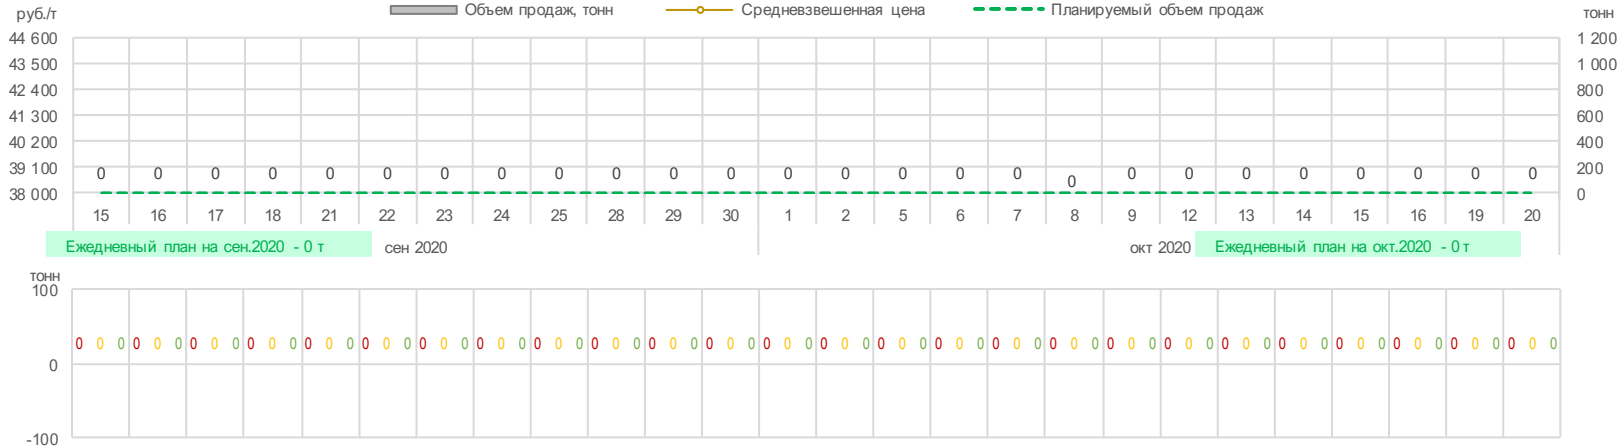 руб./т
Объем продаж, тонн Средневзвешенная цена Планируемый объем продаж
тонн
44 600 1 200
43 500 1 000
42 400 800
41 300 600
40 200 400
39 100 200
0 0 0 0 0 0 0 0 0 0 0 0 0 0 0 0 0 0 0 0 0 0 0 0 0 0
38 000 0
15 16 17 18 21 22 23 24 25 28 29 30 1 2 5 6 7 8 9 12 13 14 15 16 19 20
Ежедневный план на сен.2020 - 0 т сен 2020 окт 2020 Ежедневный план на окт.2020 - 0 т
тонн
100
0 0 0 0 0 0 0 0 0 0 0 0 0 0 0 0 0 0 0 0 0 0 0 0 0 0 0 0 0 0 0 0 0 0 0 0 0 0 0 0 0 0 0 0 0 0 0 0 0 0 0 0 0 0 0 0 0 0 0 0 0 0 0 0 0 0 0 0 0 0 0 0 0 0 0 0 0 0
0
-100